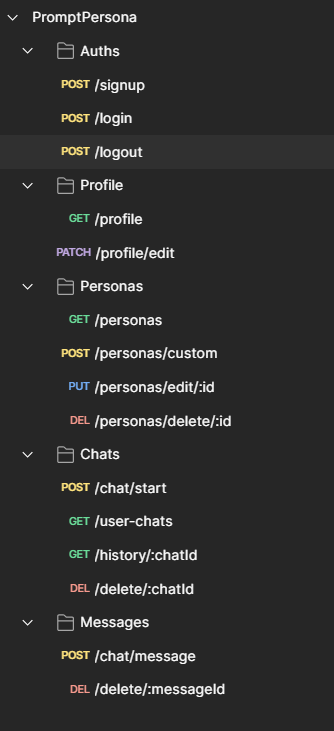 PromptPersona
Auths
POST /signup
POST /login
POST /logout
Profile
GET /profile
PATCH /profile/edit
Personas
GET /personas
POST /personas/custom
PUT /personas/edit/:id
DEL /personas/delete/:id
Chats
POST /chat/start
GET /user-chats
GET /history/:chatId
DEL /delete/:chatId
Messages
POST /chat/message
DEL /delete/:messageId